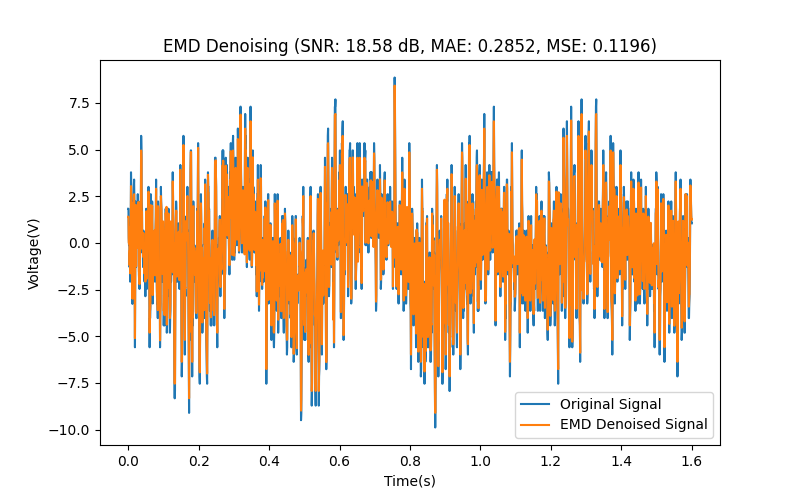 EMD Denoising (SNR: 18.58 dB, MAE: 0.2852, MSE: 0.1196)
7.5
5.0
2.5
0.0
−2.5
−5.0
−7.5
−10.0
Voltage(V)
Original Signal
EMD Denoised Signal
0.0 0.2 0.4 0.6 0.8 1.0 1.2 1.4 1.6
Time(s)